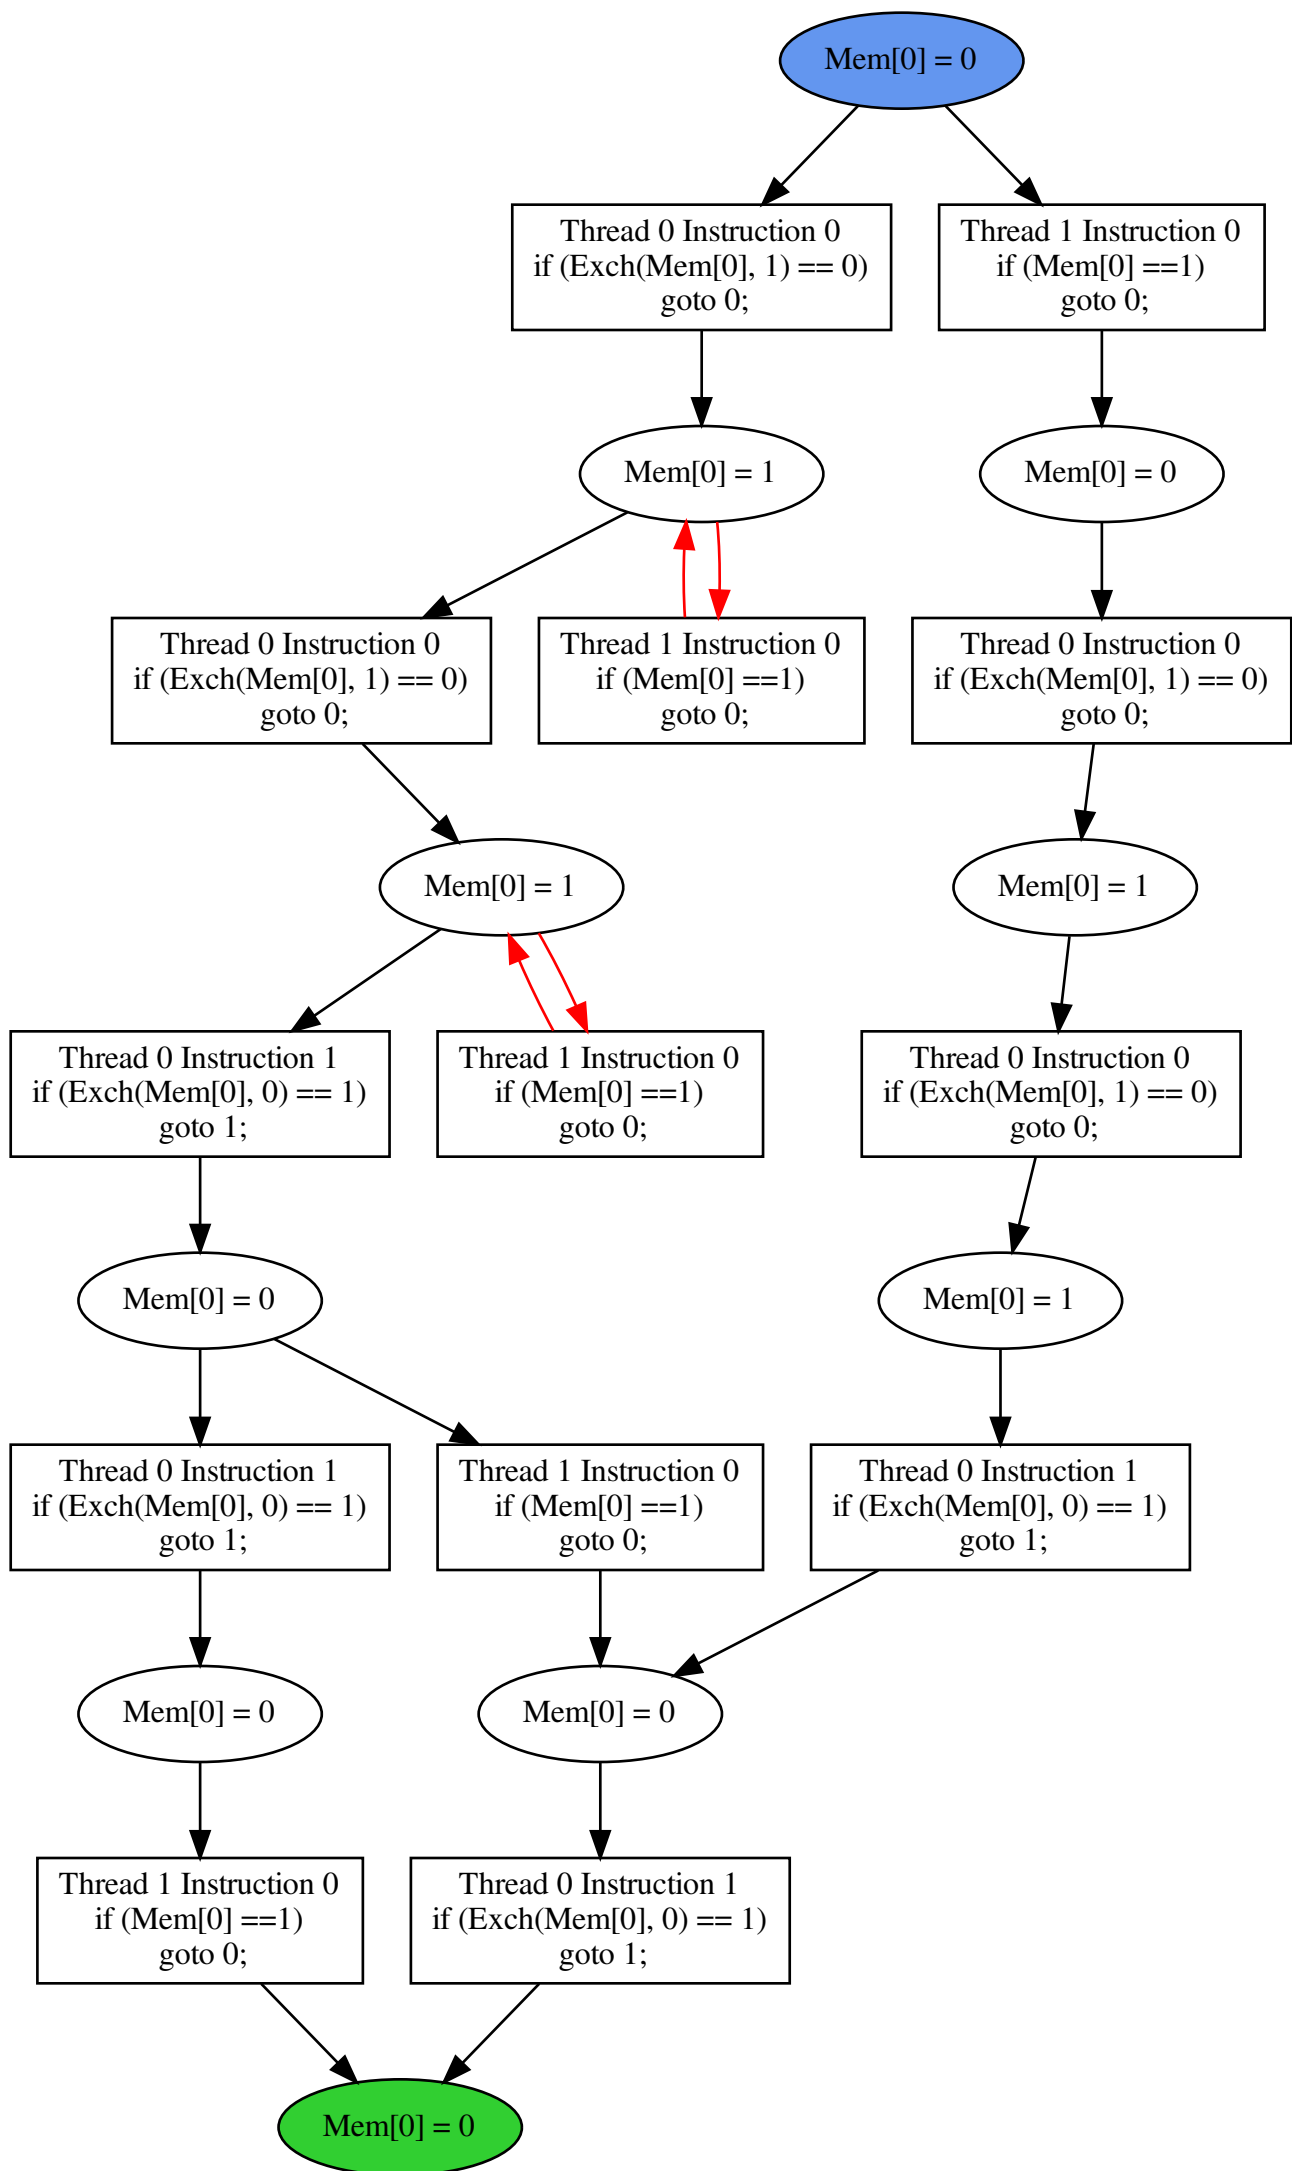 Mem[0] = 0
Thread 0 Instruction 0
if (Exch(Mem[0], 1) == 0)
goto 0;
Thread 1 Instruction 0
if (Mem[0] ==1)
goto 0;
Mem[0] = 1
Mem[0] = 0
Thread 0 Instruction 0
if (Exch(Mem[0], 1) == 0)
goto 0;
Thread 1 Instruction 0
if (Mem[0] ==1)
goto 0;
Thread 0 Instruction 0
if (Exch(Mem[0], 1) == 0)
goto 0;
Mem[0] = 1
Mem[0] = 1
Thread 0 Instruction 1
if (Exch(Mem[0], 0) == 1)
goto 1;
Thread 1 Instruction 0
if (Mem[0] ==1)
goto 0;
Thread 0 Instruction 0
if (Exch(Mem[0], 1) == 0)
goto 0;
Mem[0] = 0
Mem[0] = 1
Thread 0 Instruction 1
if (Exch(Mem[0], 0) == 1)
goto 1;
Thread 1 Instruction 0
if (Mem[0] ==1)
goto 0;
Thread 0 Instruction 1
if (Exch(Mem[0], 0) == 1)
goto 1;
Mem[0] = 0
Mem[0] = 0
Thread 1 Instruction 0
if (Mem[0] ==1)
goto 0;
Thread 0 Instruction 1
if (Exch(Mem[0], 0) == 1)
goto 1;
Mem[0] = 0